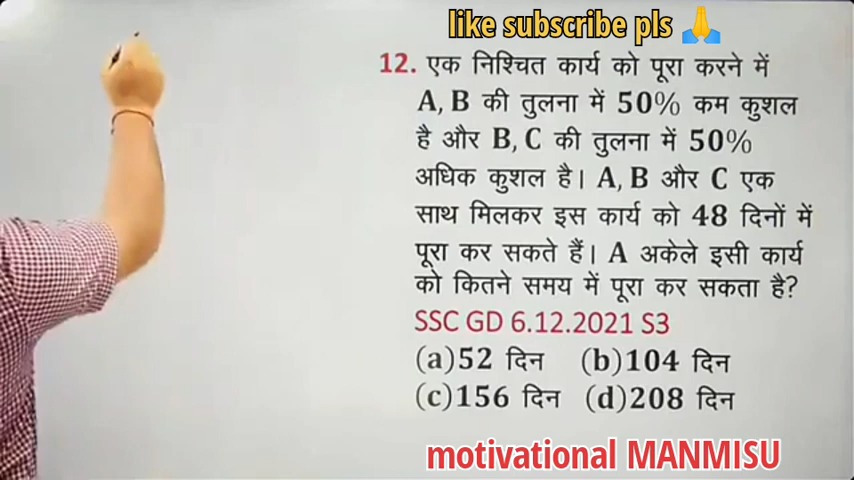 like subscribe pls 🙏
12. एक निश्चित कार्य को पूरा करने में
A, B की तुलना में 50% कम कुशल
है और B, C की तुलना में 50%
अधिक कुशल है। A, B और C एक
साथ मिलकर इस कार्य को 48 दिनों में
पूरा कर सकते हैं। A अकेले इसी कार्य
को कितने समय में पूरा कर सकता है?
SSC GD 6.12.2021 S3
(a)52 दिन (b)104 दिन
(c)156 दिन (d)208 दिन
motivational MANMISU